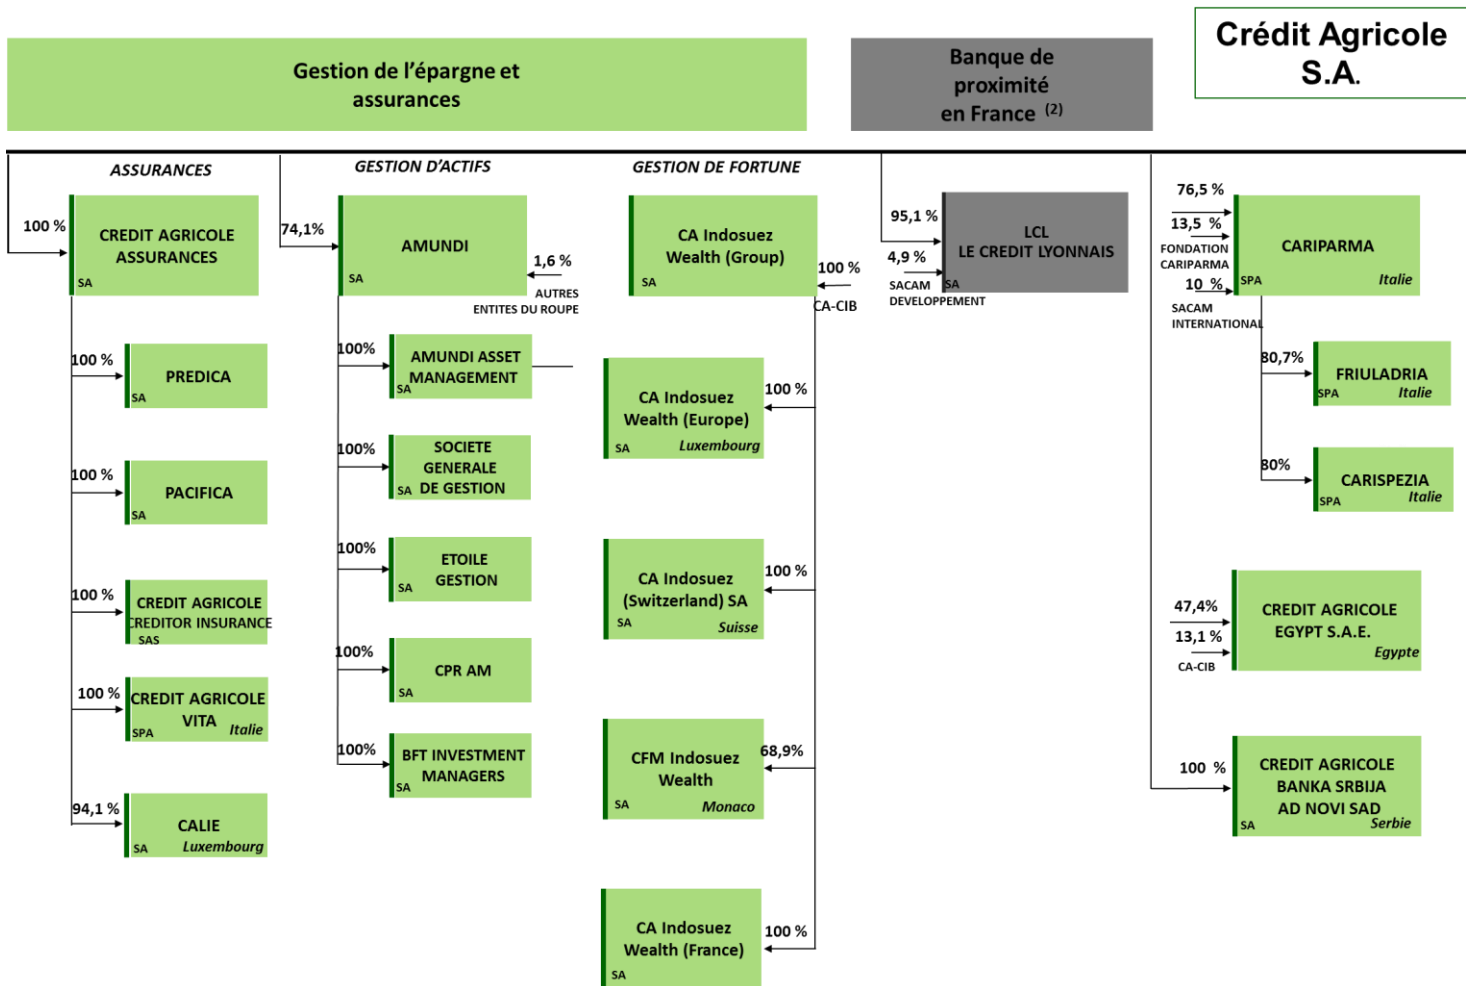 Crédit Agricole
S.A.
Gestion de l'épargne et
assurances
Banque de
proximité
en France (2)
ASSURANCES
GESTION D'ACTIFS
GESTION DE FORTUNE
100 %
CREDIT AGRICOLE
ASSURANCES
SA
100 %
PREDICA
SA
100 %
PACIFICA
SA
100 %
CREDIT AGRICOLE
CREDITOR INSURANCE
SAS
100 %
CREDIT AGRICOLE
VITA
SPA
Italie
94,1 %
CALIE
SA
Luxembourg
74,1%
AMUNDI
SA
1,6 %
AUTRES
ENTITES DU ROUPE
100%
AMUNDI ASSET
MANAGEMENT
SA
100%
SOCIETE
GENERALE
DE GESTION
SA
100%
ETOILE
GESTION
SA
100%
CPR AM
SA
100%
BFT INVESTMENT
MANAGERS
SA
CA Indosuez
Wealth (Group)
SA
100 %
CA-CIB
100 %
CA Indosuez
Wealth (Europe)
SA
Luxembourg
100 %
CA Indosuez
(Switzerland) SA
SA
Suisse
68,9%
CFM Indosuez
Wealth
SA
Monaco
100 %
CA Indosuez
Wealth (France)
SA
95,1 %
4,9 %
SACAM
DEVELOPPEMENT
LCL
LE CREDIT LYONNAIS
SA
76,5 %
13,5 %
FONDATION
CARIPARMA
10 %
SACAM
INTERNATIONAL
CARIPARMA
SPA
Italie
80,7%
FRIULADRIA
SPA
Italie
80%
CARISPEZIA
SPA
Italie
47,4%
13,1 %
CA-CIB
CREDIT AGRICOLE
EGYPT S.A.E.
Egypte
100 %
CREDIT AGRICOLE
BANKA SRBIJA
AD NOVI SAD
SA
Serbie